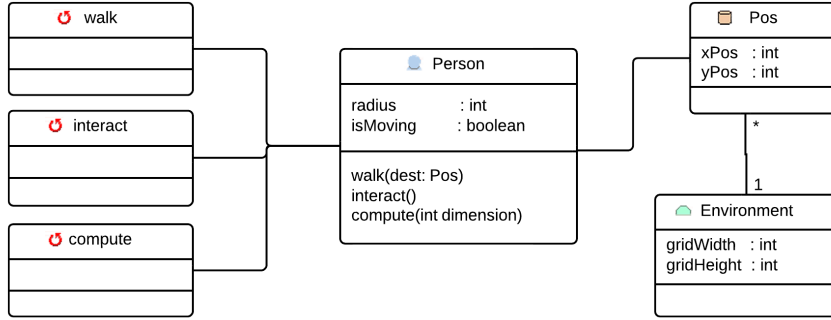 walk
interact
compute
Person
radius : int
isMoving : boolean
walk(dest: Pos)
interact()
compute(int dimension)
Pos
xPos : int
yPos : int
*
1
Environment
gridWidth : int
gridHeight : int